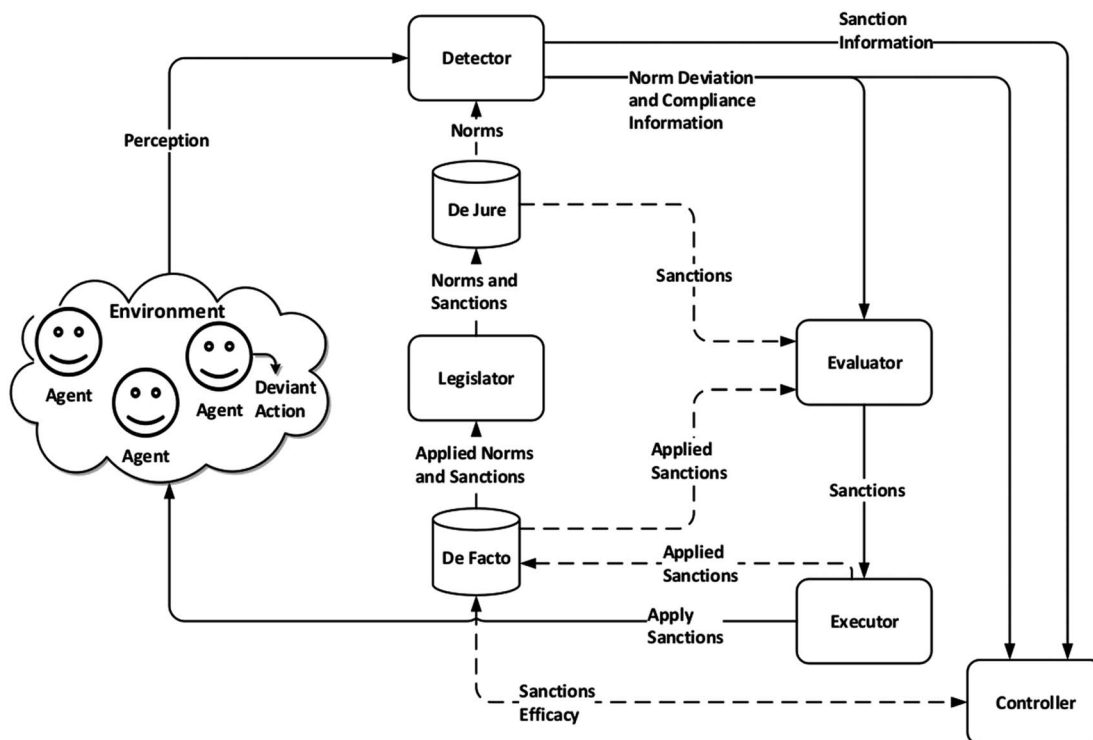 Sanction
Information
Detector
Norm Deviation
and Compliance
Information
Norms
Perception
De Jure
Sanctions
Norms and
Sanctions
Environment
Agent
Agent
Deviant
Action
Agent
Legislator
Evaluator
Applied Norms
and Sanctions
Applied
Sanctions
Sanctions
De Facto
Applied
Sanctions
Executor
Apply
Sanctions
Sanctions
Efficacy
Controller